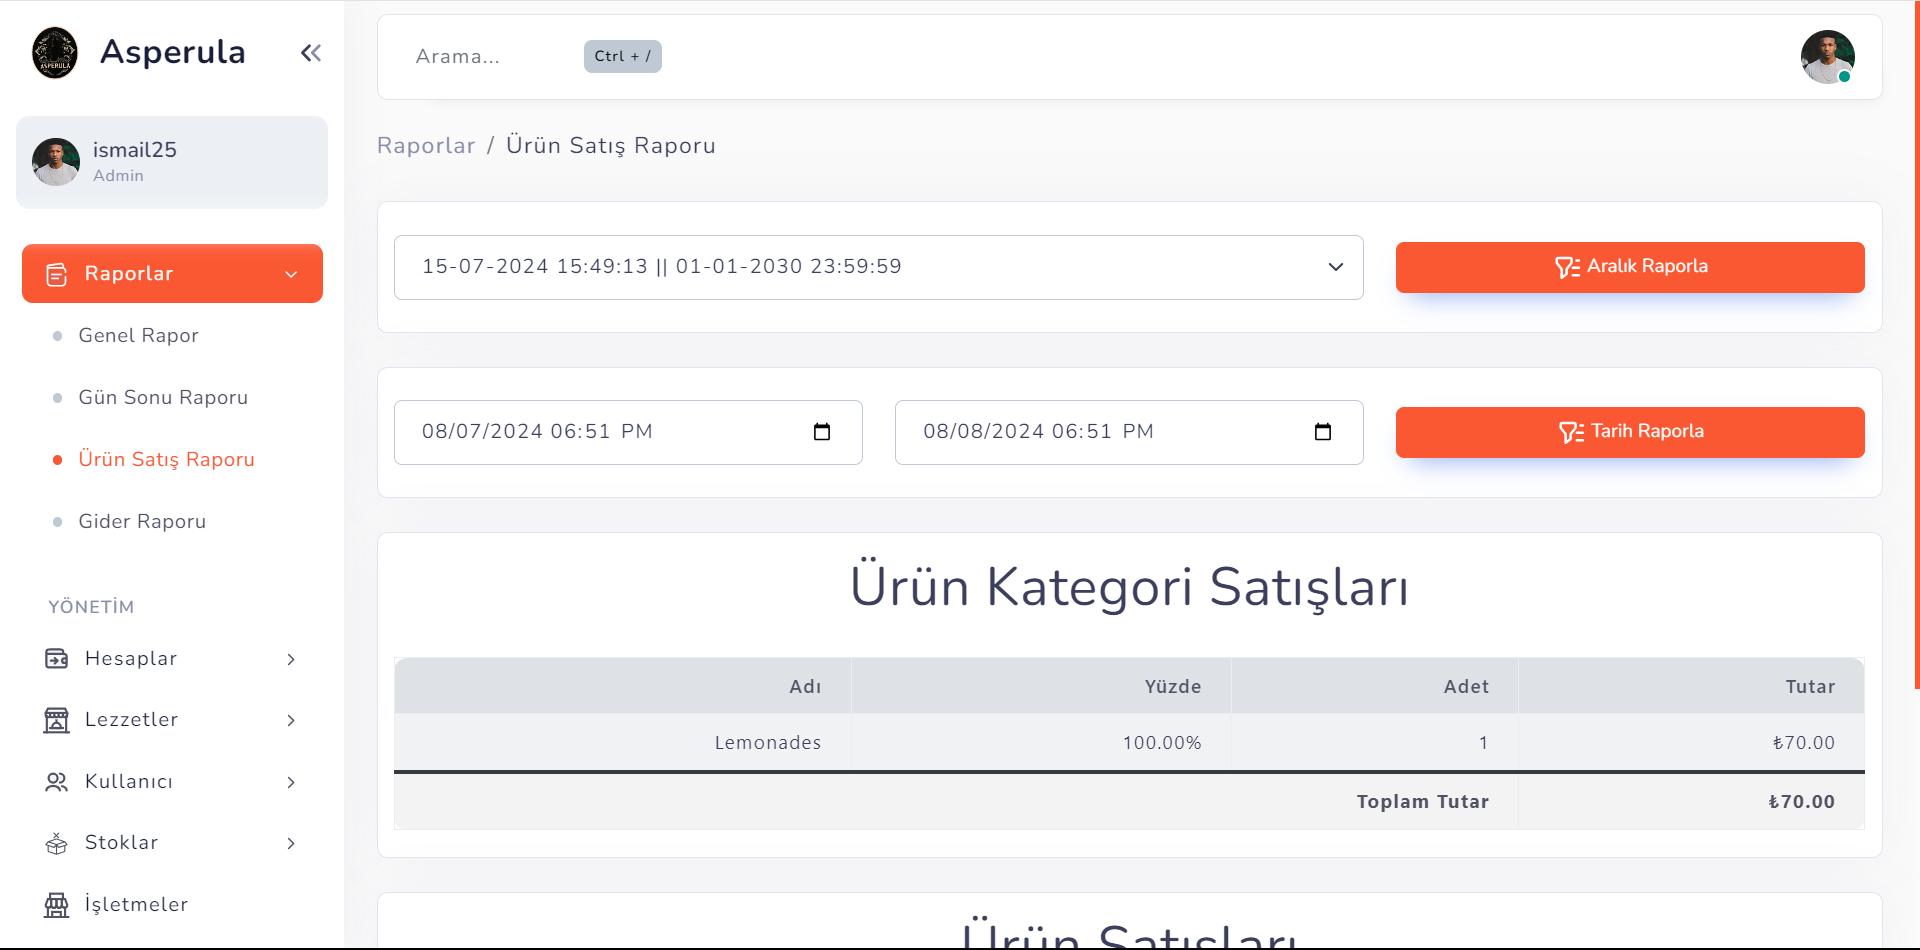 Asperula
ismail25
Admin
Raporlar
Genel Rapor
Gün Sonu Raporu
Ürün Satış Raporu
Gider Raporu
YÖNETİM
Hesaplar
Lezzetler
Kullanıcı
Stoklar
İşletmeler
Arama... Ctrl + /
Raporlar / Ürün Satış Raporu
15-07-2024 15:49:13 || 01-01-2030 23:59:59
Aralık Raporla
08/07/2024 06:51 PM
08/08/2024 06:51 PM
Tarih Raporla
Ürün Kategori Satışları
Adı Yüzde Adet Tutar
Lemonades 100.00% 1 ₺70.00
Toplam Tutar ₺70.00
Ürün Satışları